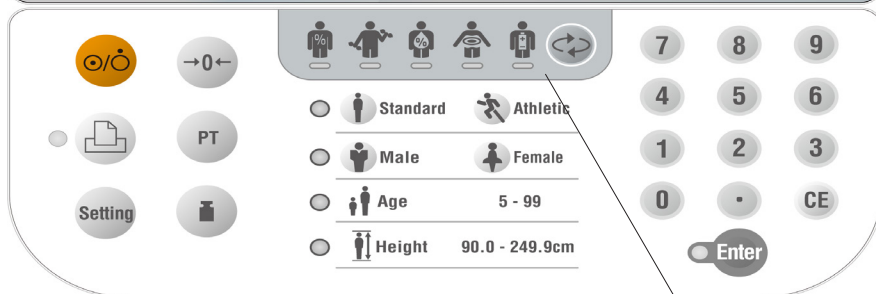 %
%
→0←
PT
Setting
Standard Athletic
Male Female
Age 5 - 99
Height 90.0 - 249.9cm
7 8 9
4 5 6
1 2 3
0 . CE
Enter